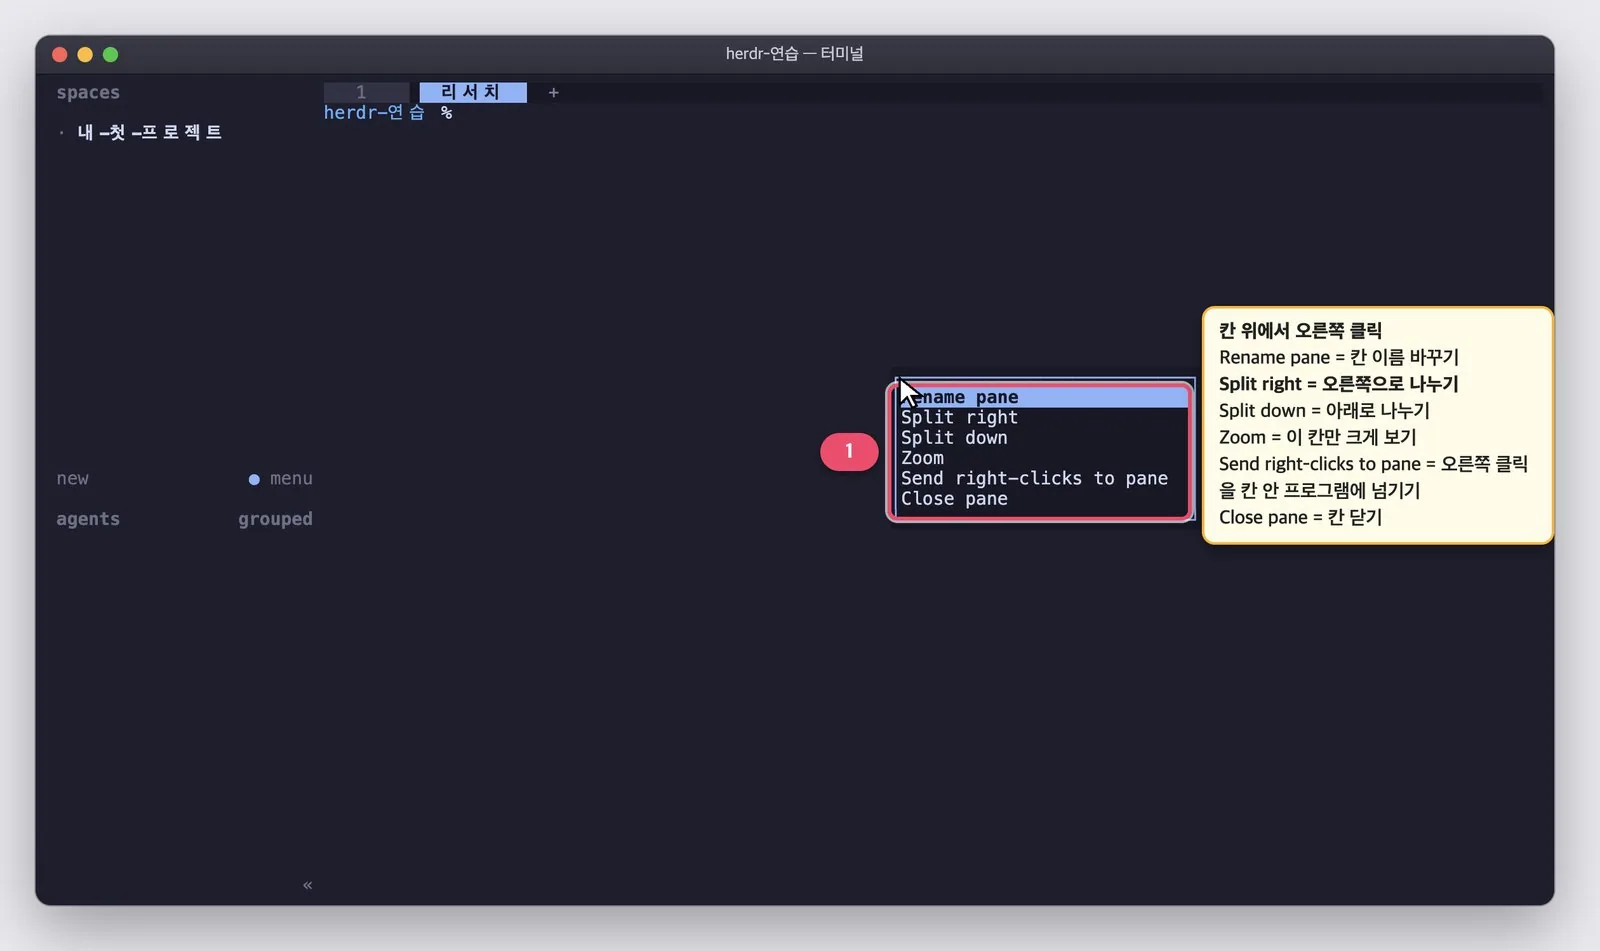 herdr-연습 — 터미널
spaces
1 리서치 +
herdr-연습 %
· 내-첫-프로젝트
칸 위에서 오른쪽 클릭
Rename pane = 칸 이름 바꾸기
Split right = 오른쪽으로 나누기
Split down = 아래로 나누기
Zoom = 이 칸만 크게 보기
Send right-clicks to pane = 오른쪽 클릭
을 칸 안 프로그램에 넘기기
Close pane = 칸 닫기
1
ename pane
Split right
Split down
Zoom
Send right-clicks to pane
Close pane
new ● menu
agents grouped
«